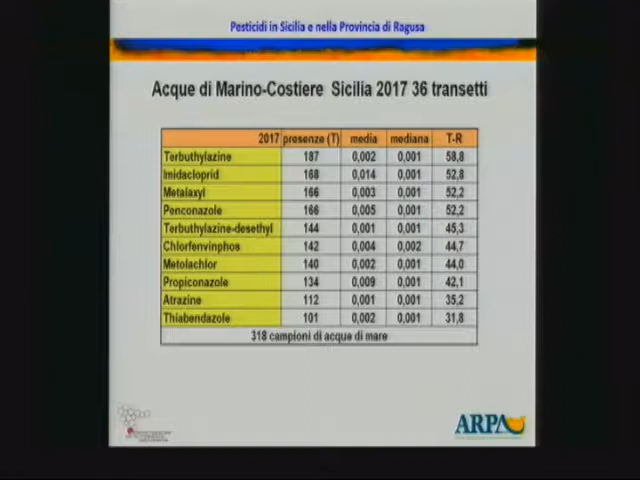 Pesticidi in Sicilia e nella Provincia di Ragusa
Acque di Marino-Costiere Sicilia 2017 36 transetti
2017 presenze (T) media mediana T-R
Terbuthylazine 187 0,002 0,001 58,8
Imidacloprid 168 0,014 0,001 52,8
Metalaxyl 166 0,003 0,001 52,2
Penconazole 166 0,005 0,001 52,2
Terbuthylazine-desethyl 144 0,001 0,001 45,3
Chlorfenvinphos 142 0,004 0,002 44,7
Metolachlor 140 0,002 0,001 44,0
Propiconazole 134 0,009 0,001 42,1
Atrazine 112 0,001 0,001 35,2
Thiabendazole 101 0,002 0,001 31,8
318 campioni di acque di mare
ARPA